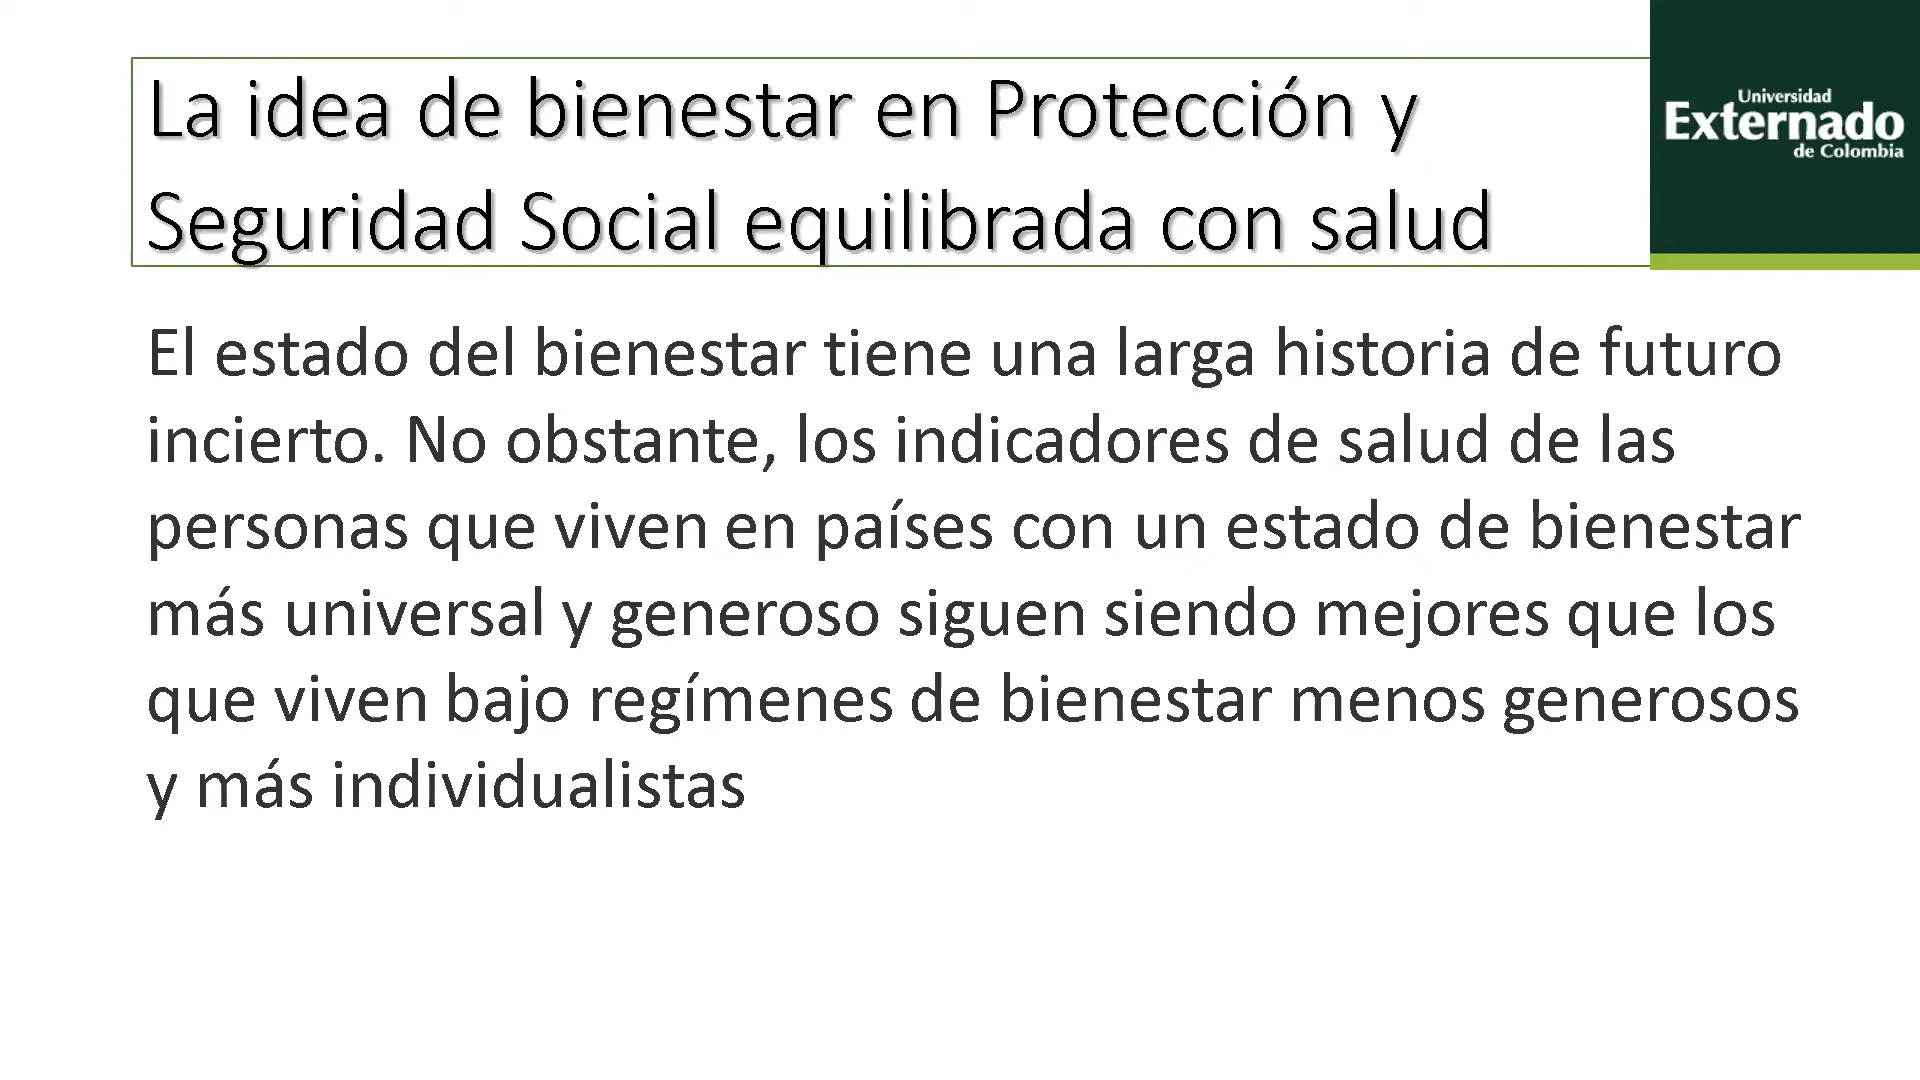 La idea de bienestar en Protección y
Seguridad Social equilibrada con salud
Universidad
Externado
de Colombia
El estado del bienestar tiene una larga historia de futuro
incierto. No obstante, los indicadores de salud de las
personas que viven en países con un estado de bienestar
más universal y generoso siguen siendo mejores que los
que viven bajo regímenes de bienestar menos generosos
y más individualistas